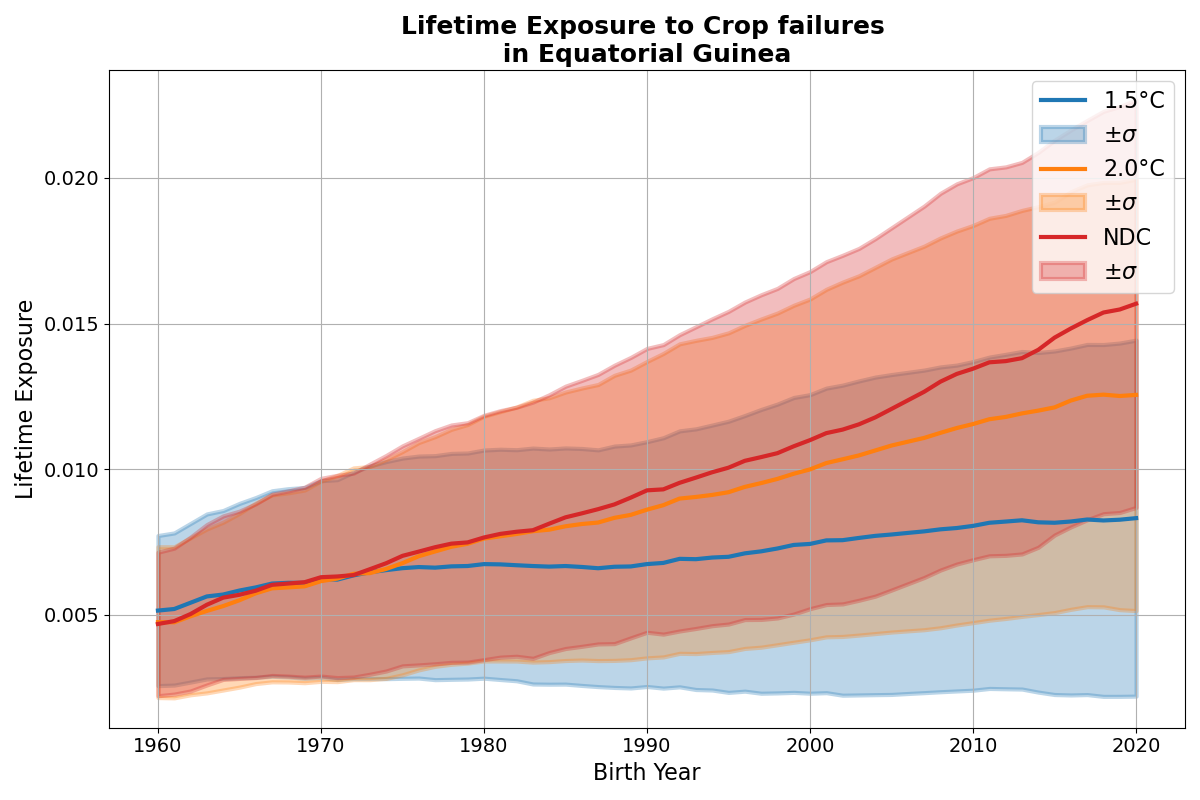 Lifetime Exposure to Crop failures
in Equatorial Guinea
Lifetime Exposure
0.020
0.015
0.010
0.005
1960
1970
1980
1990
2000
2010
2020
Birth Year
1.5°C
±σ
2.0°C
±σ
NDC
±σ